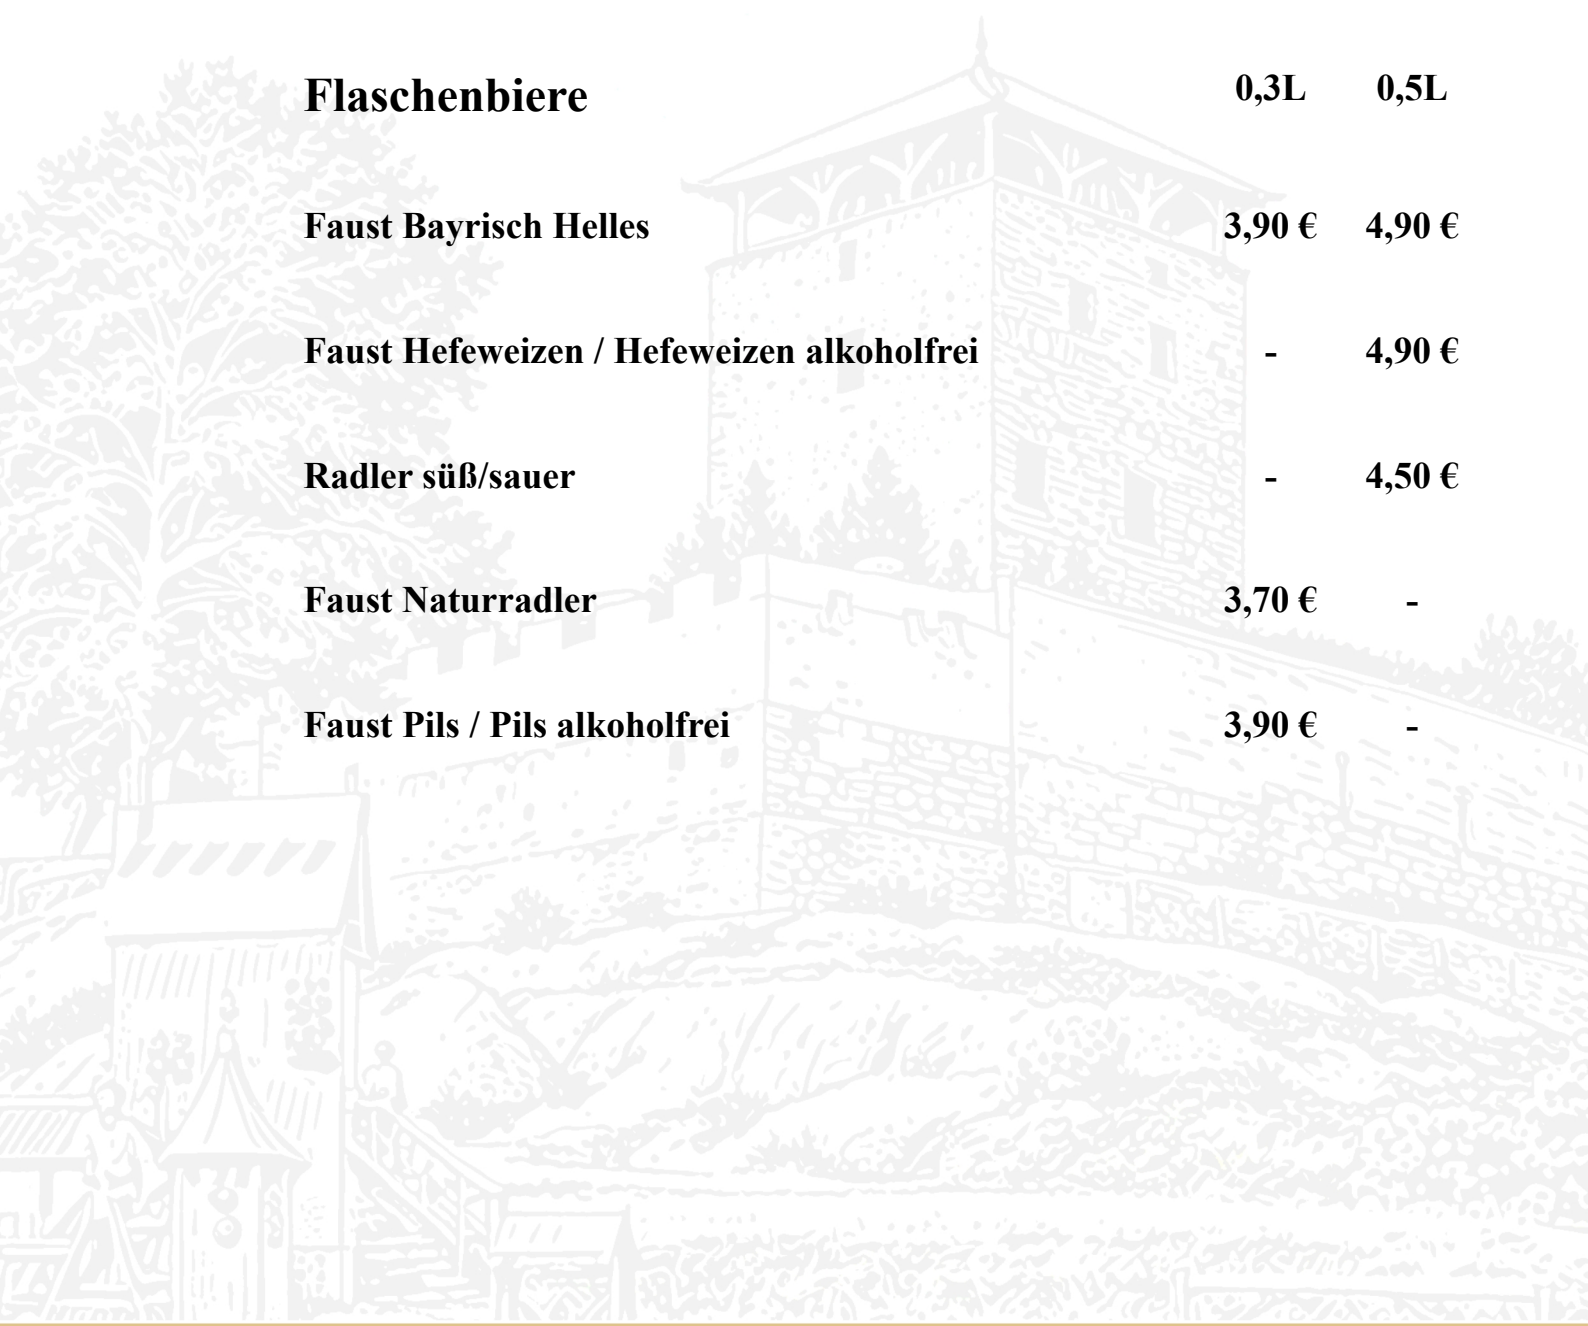 Flaschenbiere 0,3L 0,5L
Faust Bayrisch Helles 3,90 € 4,90 €
Faust Hefeweizen / Hefeweizen alkoholfrei - 4,90 €
Radler süß/sauer - 4,50 €
Faust Naturradler 3,70 € -
Faust Pils / Pils alkoholfrei 3,90 € -